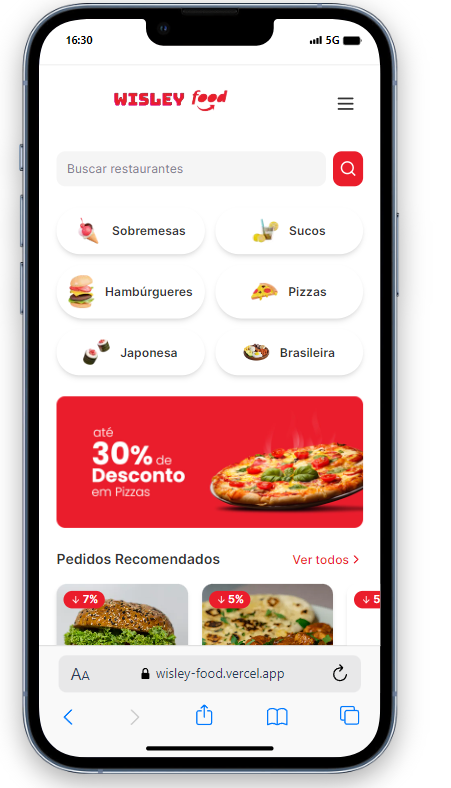 16:30 5G
WISLEY food
Buscar restaurantes
Sobremesas Sucos
Hambúrgueres Pizzas
Japonesa Brasileira
até
30% de
Desconto
em Pizzas
Pedidos Recomendados Ver todos
7% 5% 5
AA wisley-food.vercel.app